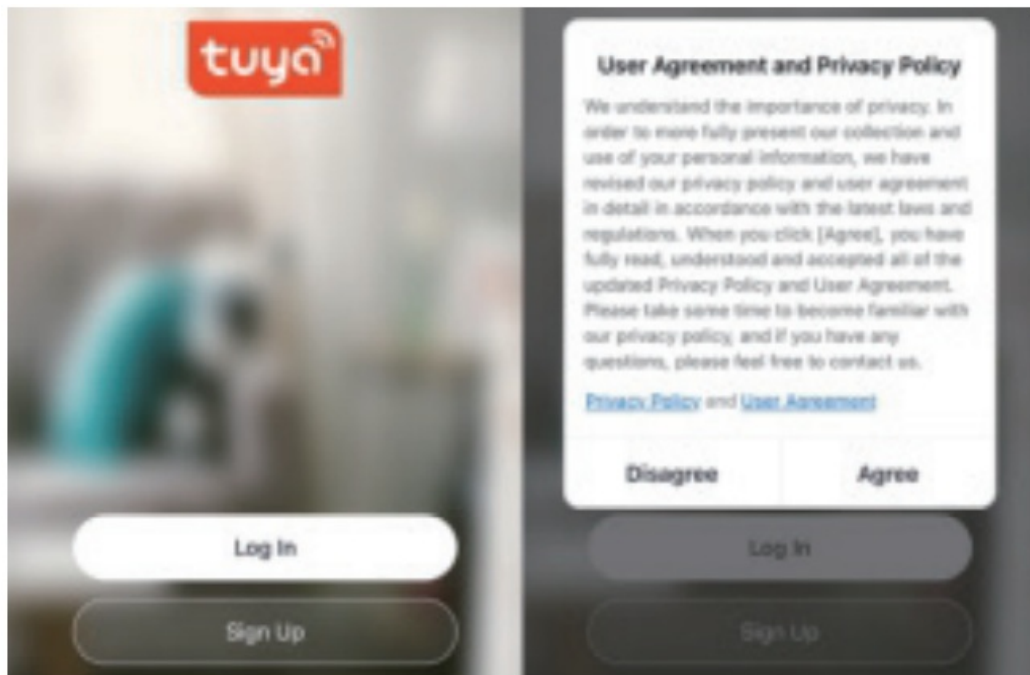 tuya
Log In
Sign Up
User Agreement and Privacy Policy
We understand the importance of privacy. In
order to more fully present our collection and
use of your personal information, we have
revised our privacy policy and user agreement
in detail in accordance with the latest laws and
regulations. When you click [Agree], you have
fully read, understood and accepted all of the
updated Privacy Policy and User Agreement.
Please take some time to become familiar with
our privacy policy, and if you have any
questions, please feel free to contact us.
Privacy Policy and User Agreement
Disagree Agree
Log In
Sign Up